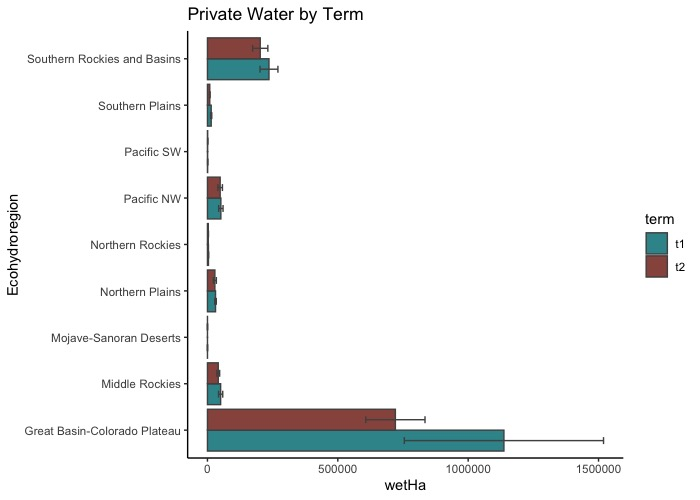 Private Water by Term
Ecohydroregion
Southern Rockies and Basins
Southern Plains
Pacific SW
Pacific NW
Northern Rockies
Northern Plains
Mojave-Sanoran Deserts
Middle Rockies
Great Basin-Colorado Plateau
0 500000 1000000 1500000
wetHa
term
t1
t2